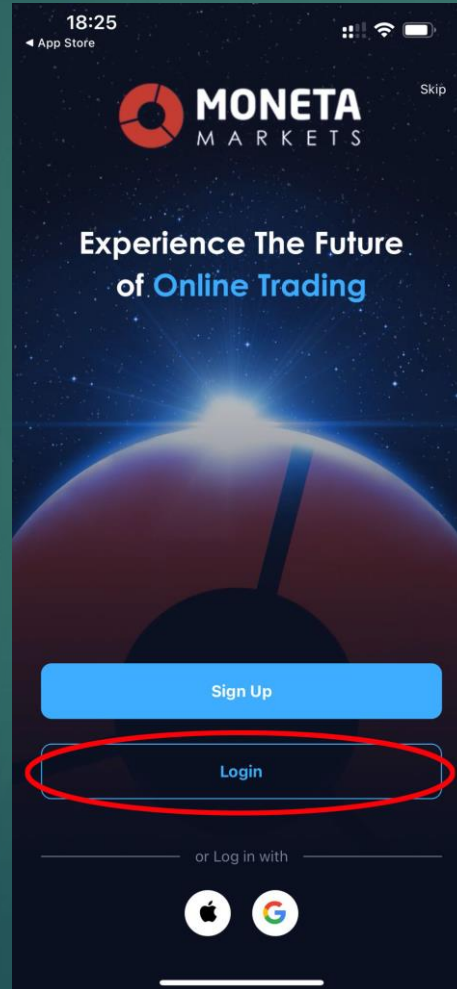 18:25
◀ App Store
Skip
MONETA
MARKETS
Experience The Future
of Online Trading
Sign Up
Login
or Log in with